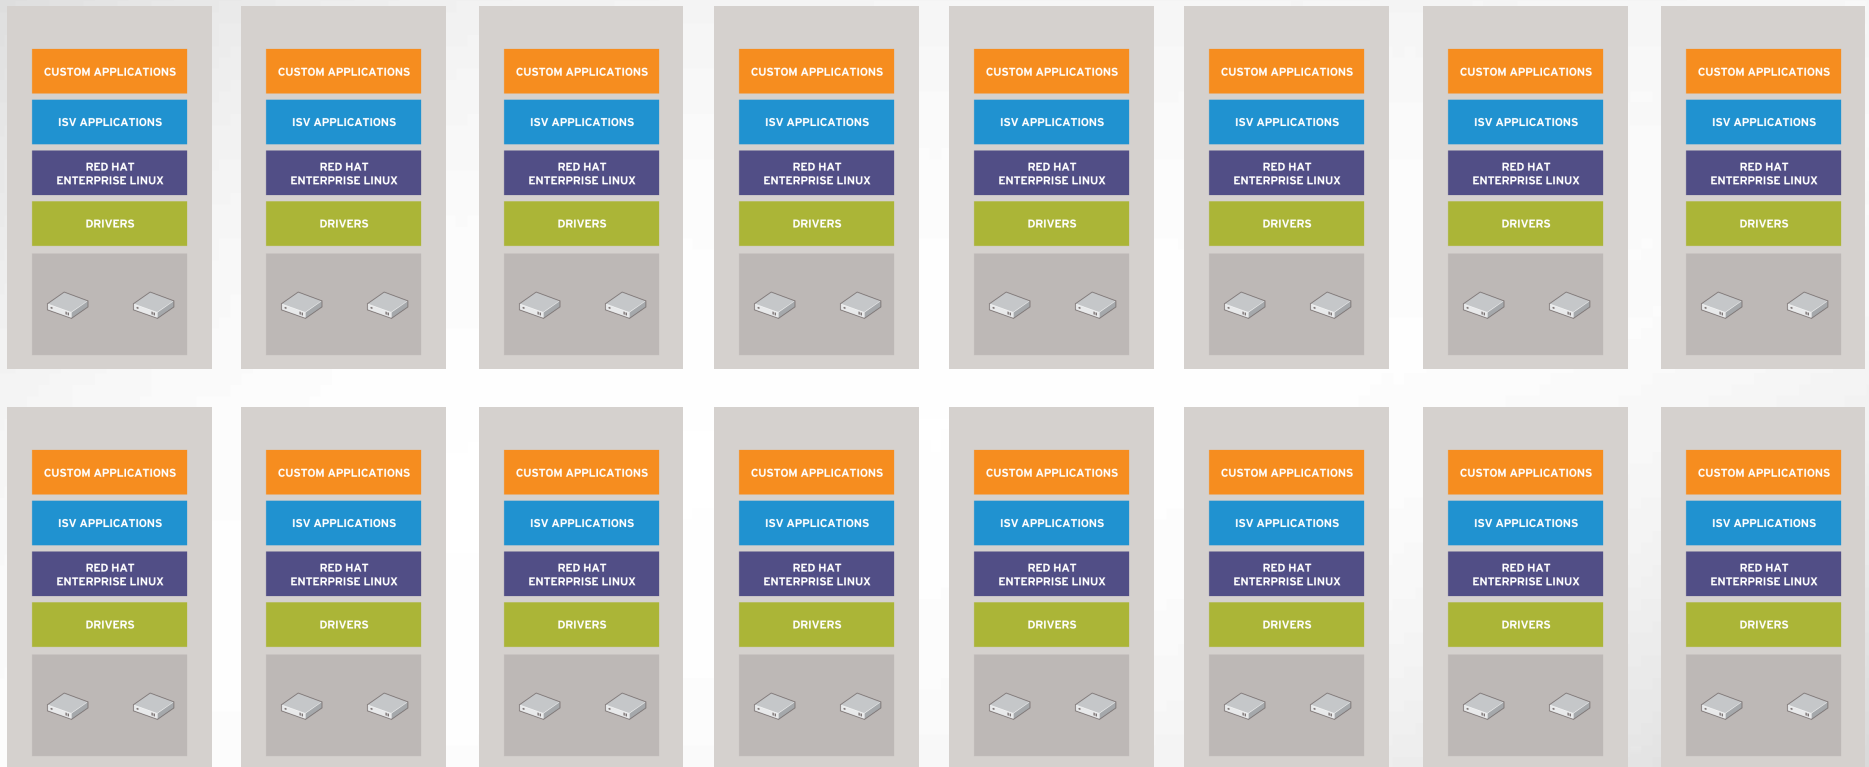 CUSTOM APPLICATIONS
ISV APPLICATIONS
RED HAT
ENTERPRISE LINUX
DRIVERS
CUSTOM APPLICATIONS
ISV APPLICATIONS
RED HAT
ENTERPRISE LINUX
DRIVERS
CUSTOM APPLICATIONS
ISV APPLICATIONS
RED HAT
ENTERPRISE LINUX
DRIVERS
CUSTOM APPLICATIONS
ISV APPLICATIONS
RED HAT
ENTERPRISE LINUX
DRIVERS
CUSTOM APPLICATIONS
ISV APPLICATIONS
RED HAT
ENTERPRISE LINUX
DRIVERS
CUSTOM APPLICATIONS
ISV APPLICATIONS
RED HAT
ENTERPRISE LINUX
DRIVERS
CUSTOM APPLICATIONS
ISV APPLICATIONS
RED HAT
ENTERPRISE LINUX
DRIVERS
CUSTOM APPLICATIONS
ISV APPLICATIONS
RED HAT
ENTERPRISE LINUX
DRIVERS
CUSTOM APPLICATIONS
ISV APPLICATIONS
RED HAT
ENTERPRISE LINUX
DRIVERS
CUSTOM APPLICATIONS
ISV APPLICATIONS
RED HAT
ENTERPRISE LINUX
DRIVERS
CUSTOM APPLICATIONS
ISV APPLICATIONS
RED HAT
ENTERPRISE LINUX
DRIVERS
CUSTOM APPLICATIONS
ISV APPLICATIONS
RED HAT
ENTERPRISE LINUX
DRIVERS
CUSTOM APPLICATIONS
ISV APPLICATIONS
RED HAT
ENTERPRISE LINUX
DRIVERS
CUSTOM APPLICATIONS
ISV APPLICATIONS
RED HAT
ENTERPRISE LINUX
DRIVERS
CUSTOM APPLICATIONS
ISV APPLICATIONS
RED HAT
ENTERPRISE LINUX
DRIVERS
CUSTOM APPLICATIONS
ISV APPLICATIONS
RED HAT
ENTERPRISE LINUX
DRIVERS